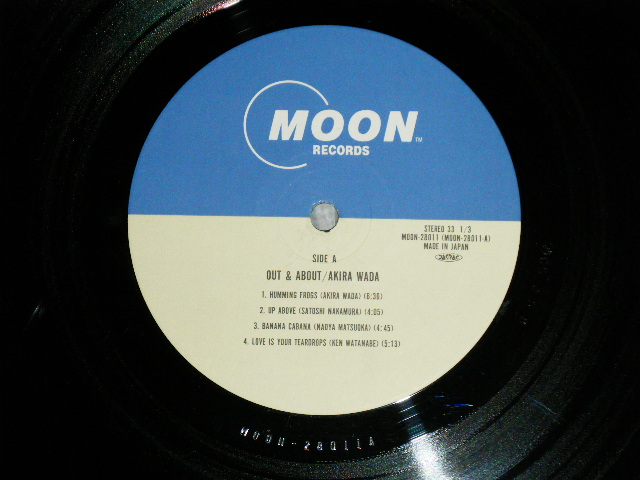 MOON™
RECORDS
STEREO 33 1/3
MOON-28011 (MOON-28011-A)
MADE IN JAPAN
SIDE A
OUT & ABOUT/AKIRA WADA
1. HUMMING FROGS (AKIRA WADA) (6:30)
2. UP ABOVE (SATOSHI NAKAMURA) (4:05)
3. BANANA CABANA (NAOYA MATSUOKA) (4:45)
4. LOVE IS YOUR TEARDROPS (KEN WATANABE) (5:13)
MOON-28011A